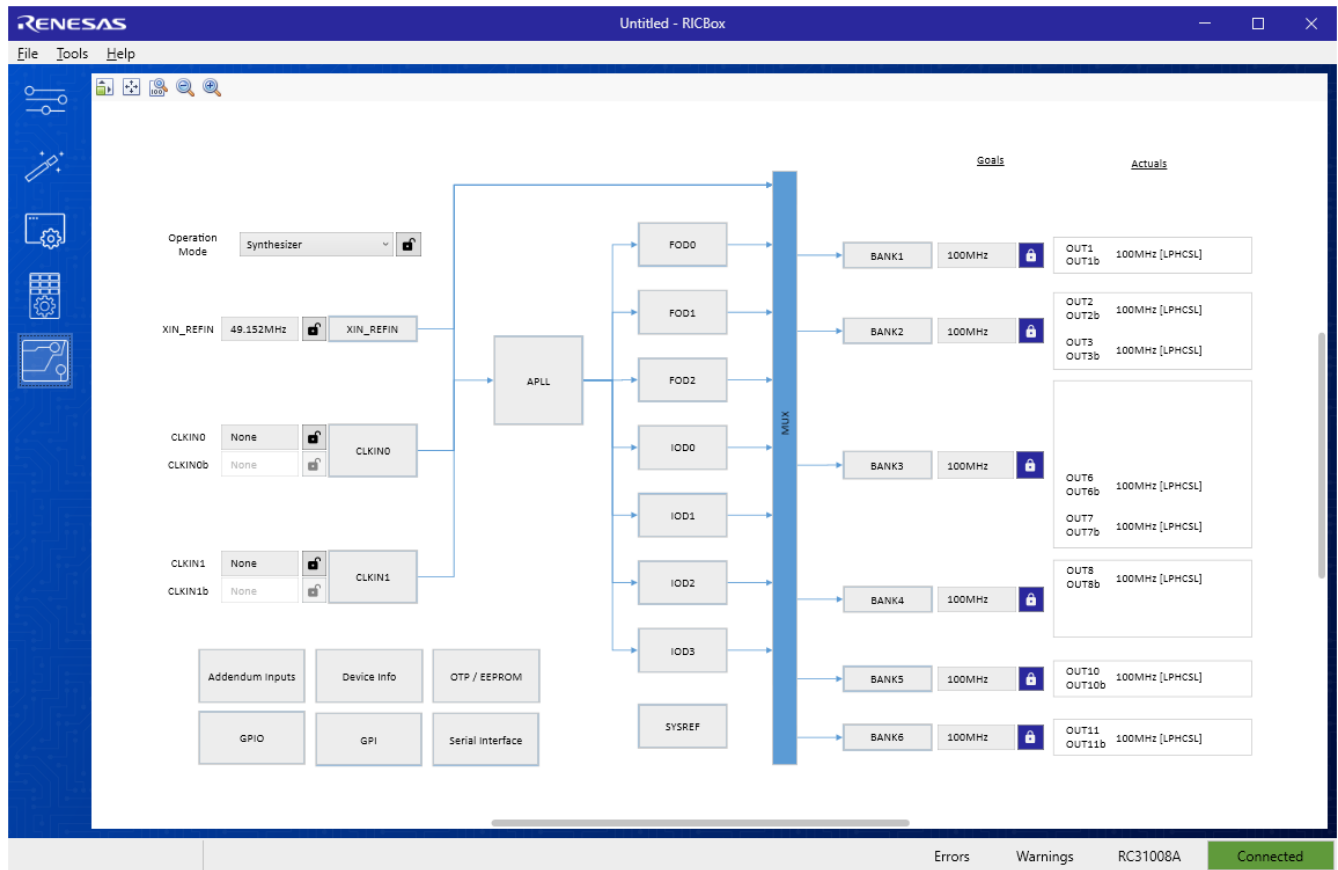 RENESAS
Untitled - RICBox
File Tools Help
Goals
Actuals
Operation
Mode
Synthesizer
XIN_REFIN
49.152MHz
XIN_REFIN
CLKIN0
None
CLKIN0b
None
CLKIN0
CLKIN1
None
CLKIN1b
None
CLKIN1
APLL
FOD0
FOD1
FOD2
IOD0
IOD1
IOD2
IOD3
SYSREF
MUX
BANK1
100MHz
OUT1
OUT1b
100MHz [LPHCSL]
BANK2
100MHz
OUT2
OUT2b
100MHz [LPHCSL]
OUT3
OUT3b
100MHz [LPHCSL]
BANK3
100MHz
OUT6
OUT6b
100MHz [LPHCSL]
OUT7
OUT7b
100MHz [LPHCSL]
BANK4
100MHz
OUT8
OUT8b
100MHz [LPHCSL]
BANK5
100MHz
OUT10
OUT10b
100MHz [LPHCSL]
BANK6
100MHz
OUT11
OUT11b
100MHz [LPHCSL]
Addendum Inputs
Device Info
OTP / EEPROM
GPIO
GPI
Serial Interface
Errors
Warnings
RC31008A
Connected